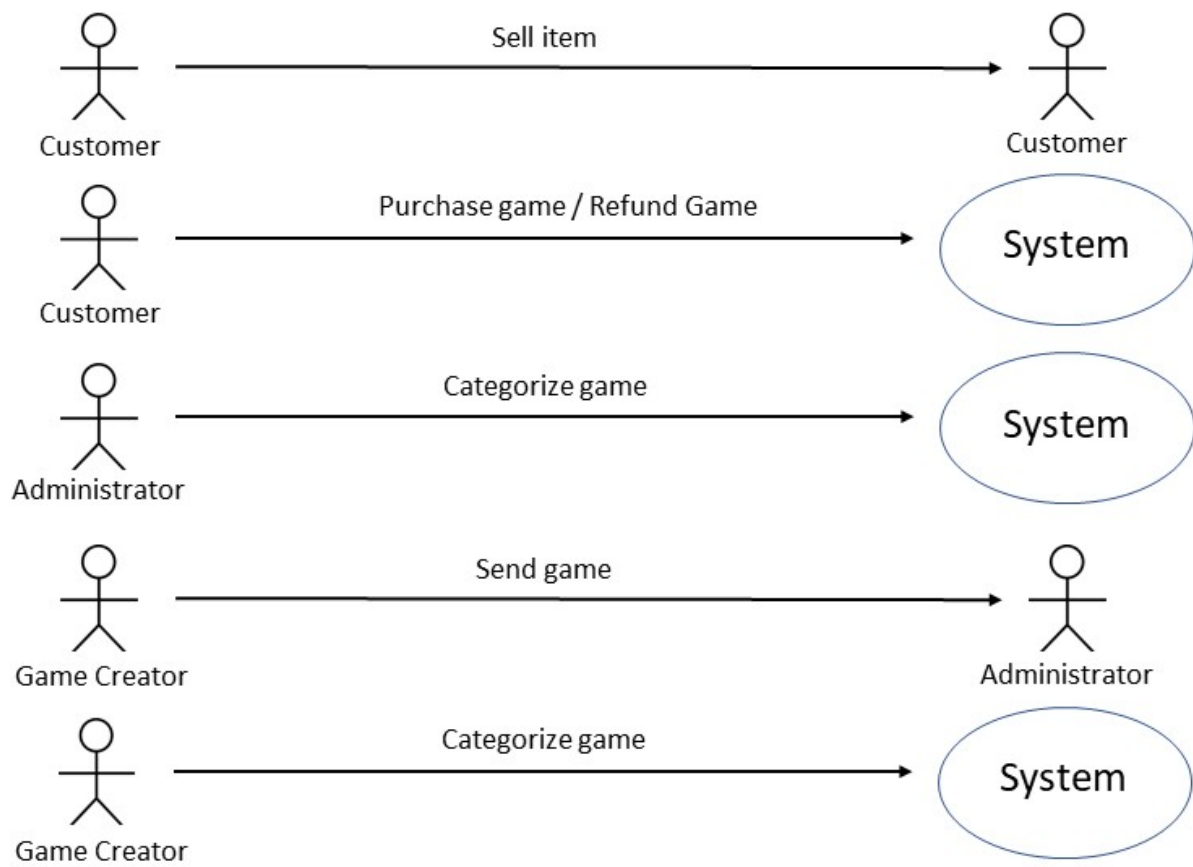 Sell item
Customer
Customer
Purchase game / Refund Game
System
Customer
Categorize game
System
Administrator
Send game
Game Creator
Administrator
Categorize game
System
Game Creator